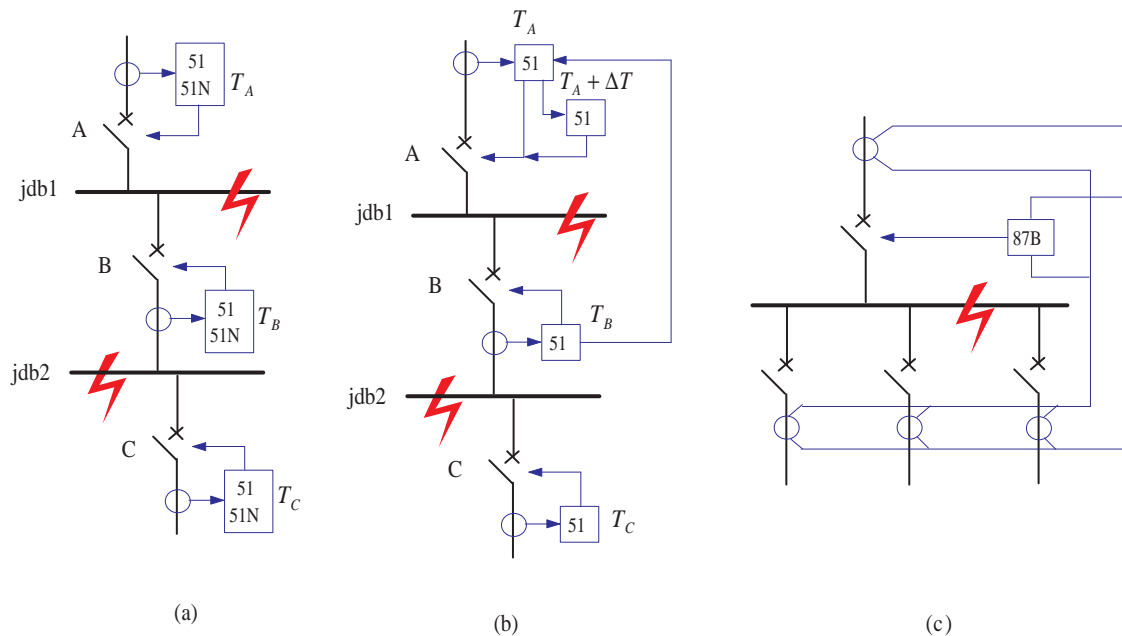 51
51N
T_A
A
jdb1
B
51
51N
T_B
jdb2
C
51
51N
T_C
(a)
T_A
51
T_A + ΔT
51
A
jdb1
B
T_B
51
jdb2
C
51
T_C
(b)
87B
(c)